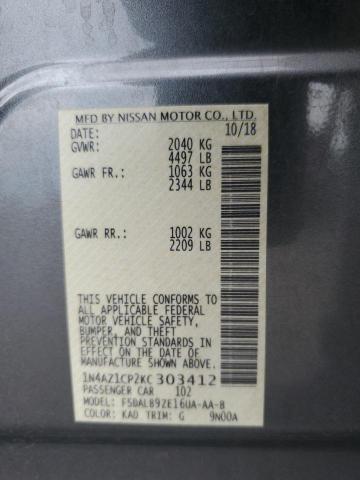 MFD BY NISSAN MOTOR CO., LTD.
DATE: 10/18
GVWR: 2040 KG
4497 LB
GAWR FR.: 1063 KG
2344 LB
GAWR RR.: 1002 KG
2209 LB
THIS VEHICLE CONFORMS TO
ALL APPLICABLE FEDERAL
MOTOR VEHICLE SAFETY,
BUMPER, AND THEFT
PREVENTION STANDARDS IN
EFFECT ON THE DATE OF
MANUFACTURE SHOWN ABOVE.
1N4AZ1CP2KC303412
PASSENGER CAR 102
MODEL: FSDALB9ZE16UA-AA-B
COLOR: KAD TRIM: G 9N00A